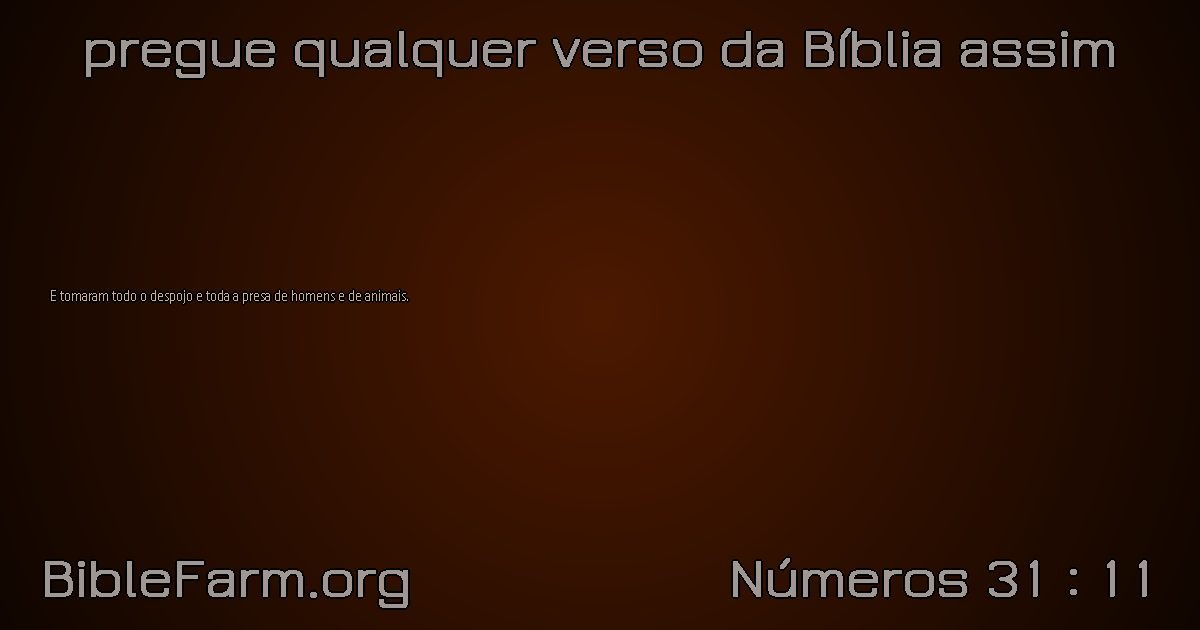 pregue qualquer verso da Bíblia assim
E tomaram todo o despojo e toda a presa de homens e de animais.
BibleFarm.org
Números 31 : 11